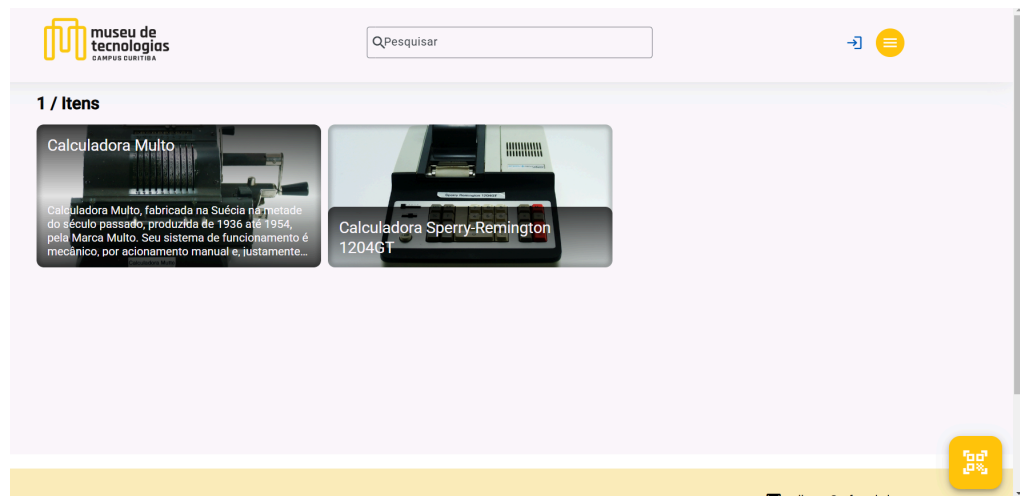 museu de
tecnologias
CAMPUS CURITIBA
Pesquisar
1 / Itens
Calculadora Multo
Calculadora Multo, fabricada na Suécia na metade
do século passado, produzida de 1936 até 1954,
pela Marca Multo. Seu sistema de funcionamento é
mecânico, por acionamento manual e, justamente...
Calculadora Multo
Calculadora Sperry-Remington
1204GT